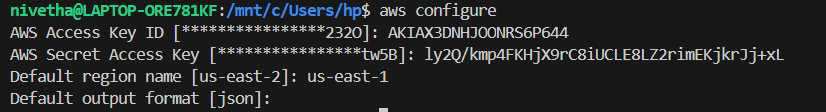 nivetha@LAPTOP-ORE781KF:/mnt/c/Users/hp$ aws configure
AWS Access Key ID [****************232O]: AKIAX3DNHJOONRS6P644
AWS Secret Access Key [****************tw5B]: 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
Default region name [us-east-2]: us-east-1
Default output format [json]: